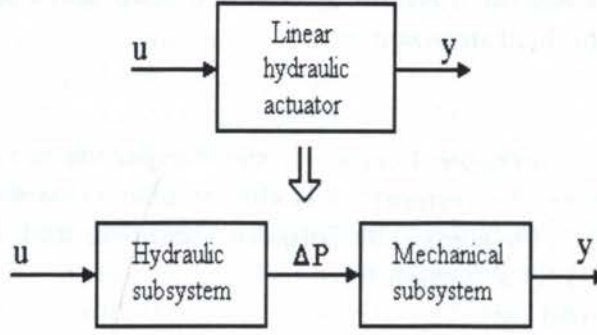 Linear
hydraulic
actuator
u
y
u
Hydraulic
subsystem
ΔP
Mechanical
subsystem
y